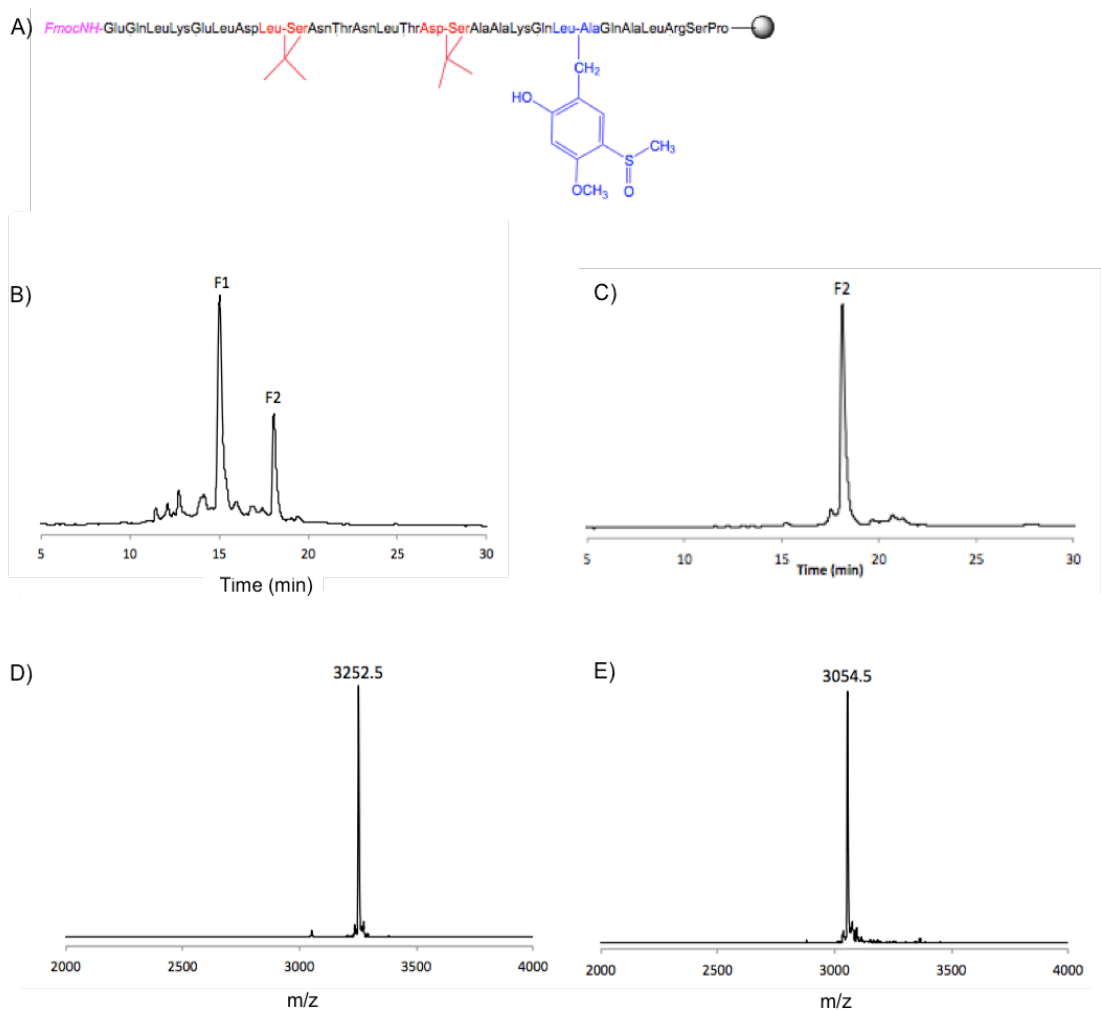 A) FmocNH-GluGlnLeuLysGluLeuAspLeu-SerAsnThrAsnLeuThrAsp-SerAlaAlaLysGlnLeu-AlaGlnAlaLeuArgSerPro
CH2
HO
CH3
S
OCH3
O
B)
F1
F2
5 10 15 20 25 30
Time (min)
C)
F2
5 10 15 20 25 30
Time (min)
D)
3252.5
2000 3000 3500 4000
m/z
E)
3054.5
2000 2500 3000 3500 4000
m/z